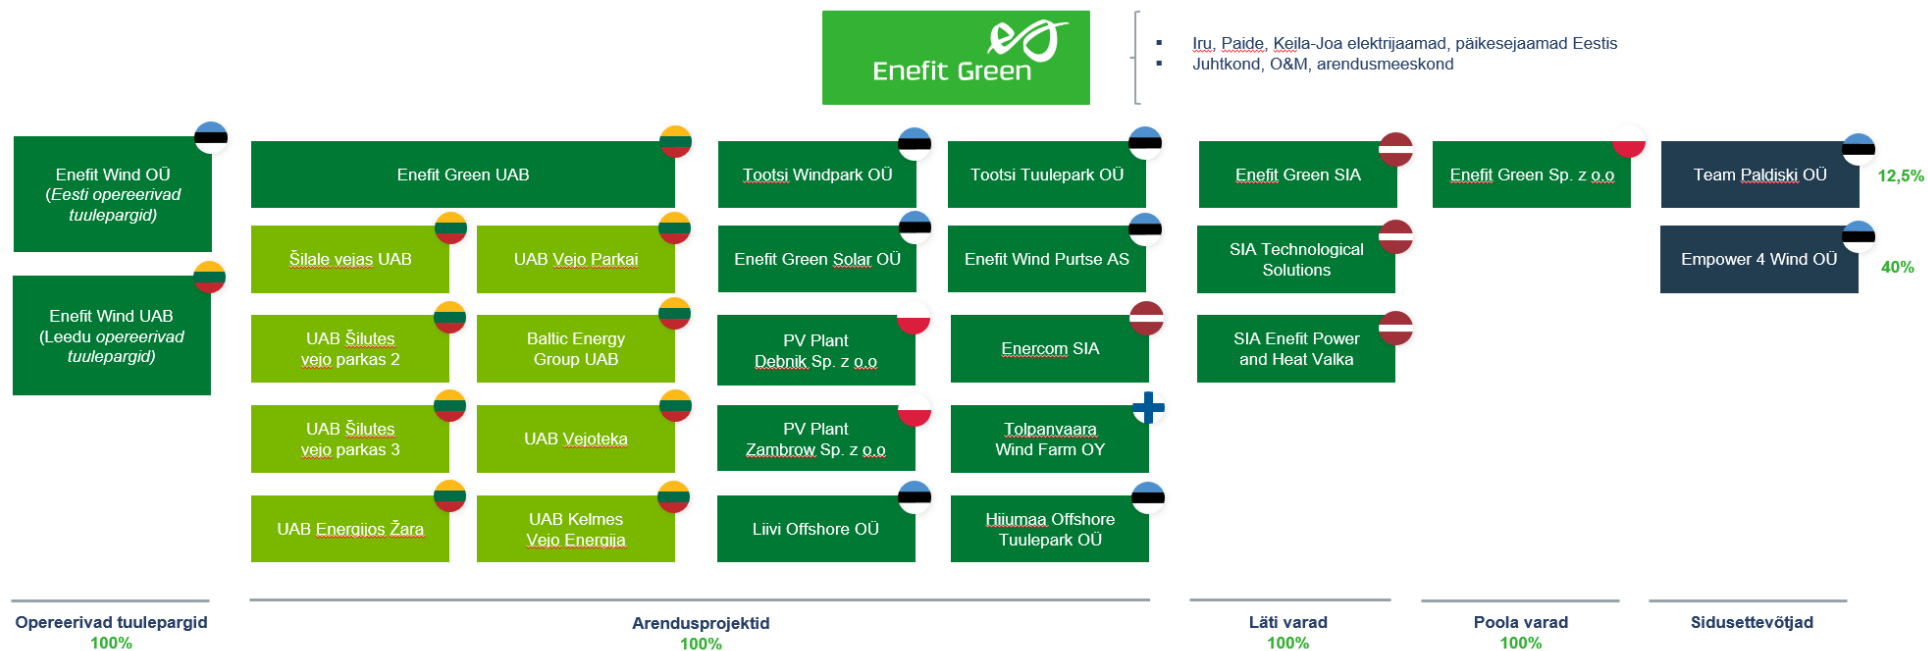 Enefit Green
▪ Iru, Paide, Keila-Joa elektrijaamad, päikesejaamad Eestis
▪ Juhtkond, O&M, arendusmeeskond
Enefit Wind OÜ
(Eesti opereerivad
tuulepargid)
Enefit Wind UAB
(Leedu opereerivad
tuulepargid)
Opereerivad tuulepargid
100%
Enefit Green UAB
Šilale vejas UAB
UAB Vejo Parkai
UAB Šilutes
vejo parkas 2
Baltic Energy
Group UAB
UAB Šilutes
vejo parkas 3
UAB Vejoteka
UAB Energijos Žara
UAB Kelmes
Vejo Energija
Tootsi Windpark OÜ
Tootsi Tuulepark OÜ
Enefit Green Solar OÜ
Enefit Wind Purtse AS
PV Plant
Debnik Sp. z o.o
Enercom SIA
PV Plant
Zambrow Sp. z o.o
Tolpanvaara
Wind Farm OY
Liivi Offshore OÜ
Hiiumaa Offshore
Tuulepark OÜ
Arendusprojektid
100%
Enefit Green SIA
SIA Technological
Solutions
SIA Enefit Power
and Heat Valka
Läti varad
100%
Enefit Green Sp. z o.o
Poola varad
100%
Team Paldiski OÜ
12,5%
Empower 4 Wind OÜ
40%
Sidusettevõtjad